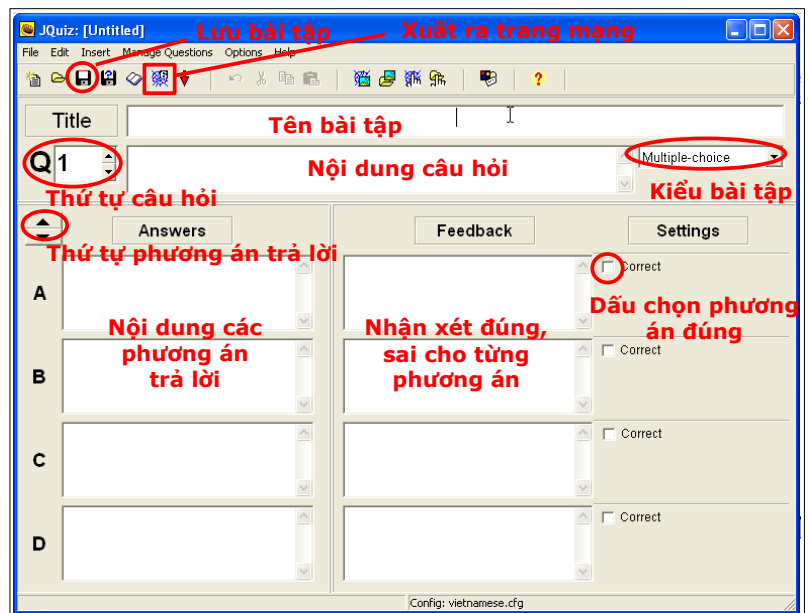 JQuiz: [Untitled]
Lưu bài tập
Xuất ra trang mạng
File Edit Insert Manage Questions Options Help
Title
Tên bài tập
Q 1
Nội dung câu hỏi
Multiple-choice
Thứ tự câu hỏi
Kiểu bài tập
Answers
Feedback
Settings
Thứ tự phương án trả lời
A
Correct
Nội dung các
phương án
trả lời
Nhận xét đúng,
sai cho từng
phương án
Dấu chọn phương
án đúng
B
Correct
C
Correct
D
Correct
Config: vietnamese.cfg